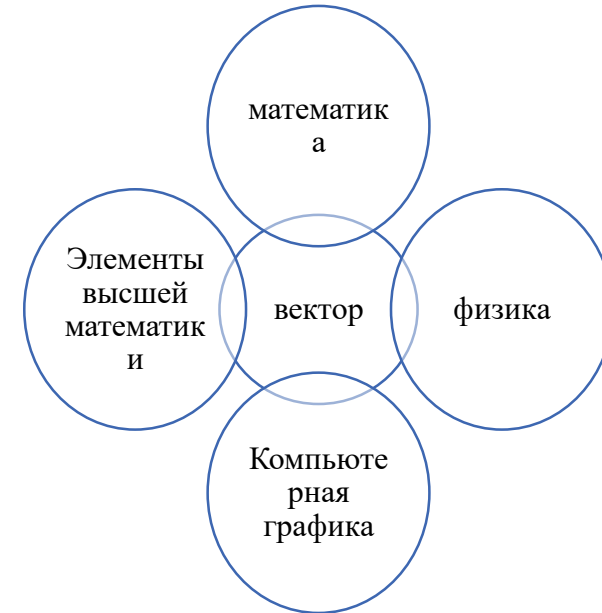 математик
а
Элементы
высшей
математик
и
вектор
физика
Компьюте
рная
графика